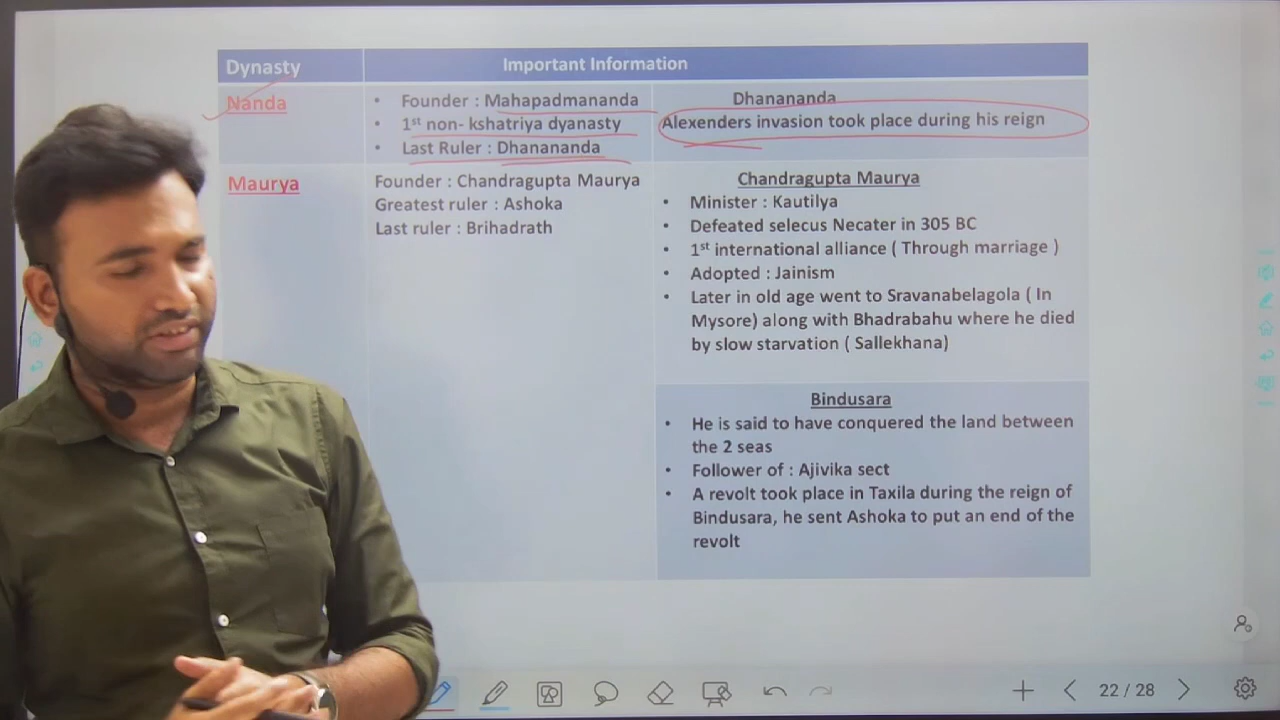 Dynasty
Important Information
Nanda
• Founder : Mahapadmananda
• 1st non- kshatriya dyanasty
• Last Ruler : Dhanananda
Dhanananda
Alexenders invasion took place during his reign
Maurya
Founder : Chandragupta Maurya
Greatest ruler : Ashoka
Last ruler : Brihadrath
Chandragupta Maurya
• Minister : Kautilya
• Defeated selecus Necater in 305 BC
• 1st international alliance ( Through marriage )
• Adopted : Jainism
• Later in old age went to Sravanabelagola ( In
Mysore) along with Bhadrabahu where he died
by slow starvation ( Sallekhana)
Bindusara
• He is said to have conquered the land between
the 2 seas
• Follower of : Ajivika sect
• A revolt took place in Taxila during the reign of
Bindusara, he sent Ashoka to put an end of the
revolt
22 / 28